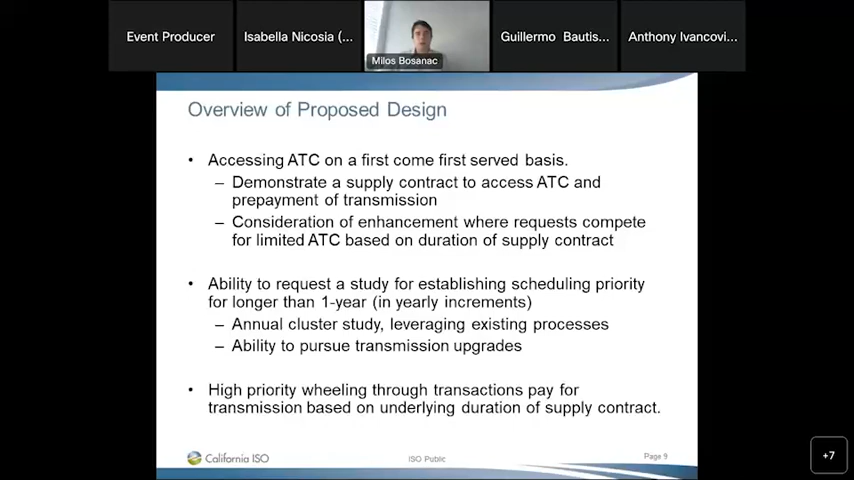 Event Producer
Isabella Nicosia (...
Milos Bosanac
Guillermo Bautis...
Anthony Ivancovi...
Overview of Proposed Design
• Accessing ATC on a first come first served basis.
– Demonstrate a supply contract to access ATC and
prepayment of transmission
– Consideration of enhancement where requests compete
for limited ATC based on duration of supply contract
• Ability to request a study for establishing scheduling priority
for longer than 1-year (in yearly increments)
– Annual cluster study, leveraging existing processes
– Ability to pursue transmission upgrades
• High priority wheeling through transactions pay for
transmission based on underlying duration of supply contract.
California ISO
ISO Public
Page 9
+7